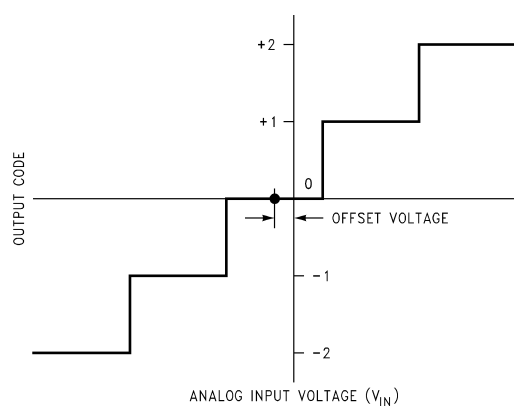 +2
+1
0
OUTPUT CODE
OFFSET VOLTAGE
-1
-2
ANALOG INPUT VOLTAGE (VIN)